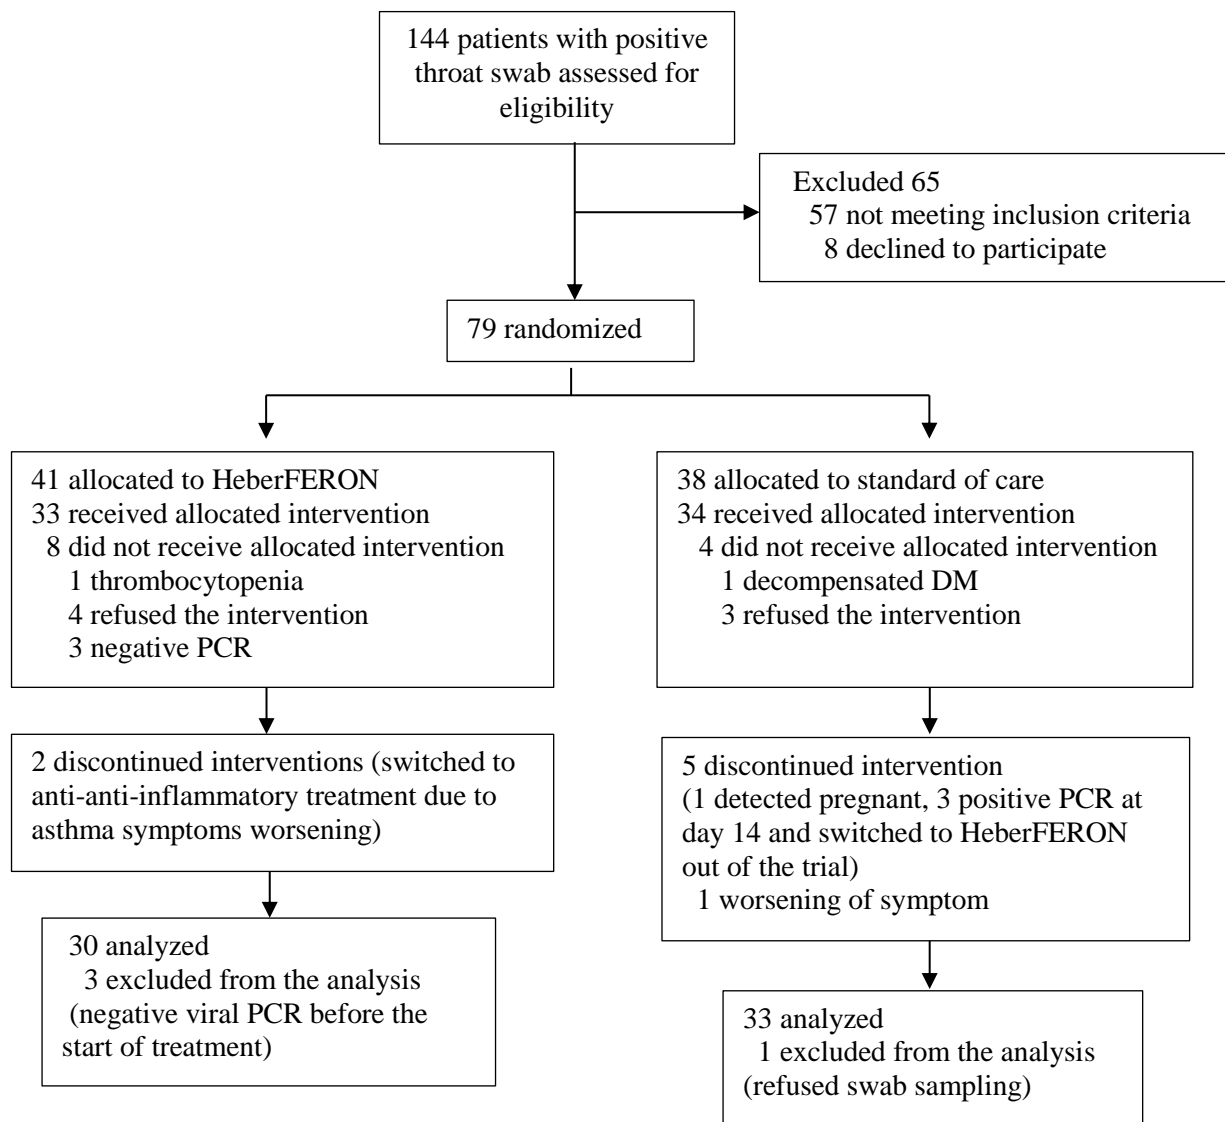 144 patients with positive
throat swab assessed for
eligibility
Excluded 65
57 not meeting inclusion criteria
8 declined to participate
79 randomized
41 allocated to HeberFERON
33 received allocated intervention
8 did not receive allocated intervention
1 thrombocytopenia
4 refused the intervention
3 negative PCR
38 allocated to standard of care
34 received allocated intervention
4 did not receive allocated intervention
1 decompensated DM
3 refused the intervention
2 discontinued interventions (switched to
anti-anti-inflammatory treatment due to
asthma symptoms worsening)
5 discontinued intervention
(1 detected pregnant, 3 positive PCR at
day 14 and switched to HeberFERON
out of the trial)
1 worsening of symptom
30 analyzed
3 excluded from the analysis
(negative viral PCR before the
start of treatment)
33 analyzed
1 excluded from the analysis
(refused swab sampling)